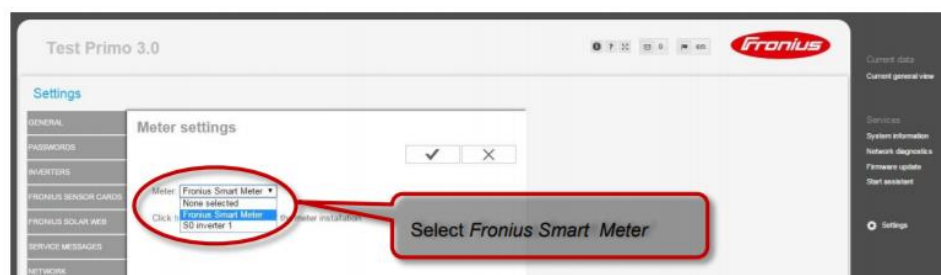 Test Primo 3.0
Fronius
Current data
Current general view
Settings
GENERAL
Meter settings
Services
PASSWORDS
System information
Network diagnostics
INVERTERS
Firmware update
Start assistant
Meter: Fronius Smart Meter
FRONIUS SENSOR CARDS
None selected
Fronius Smart Meter
Click
the meter installation
S0 inverter 1
FRONIUS SOLAR WEB
Select Fronius Smart Meter
Settings
SERVICE MESSAGES
NETWORK